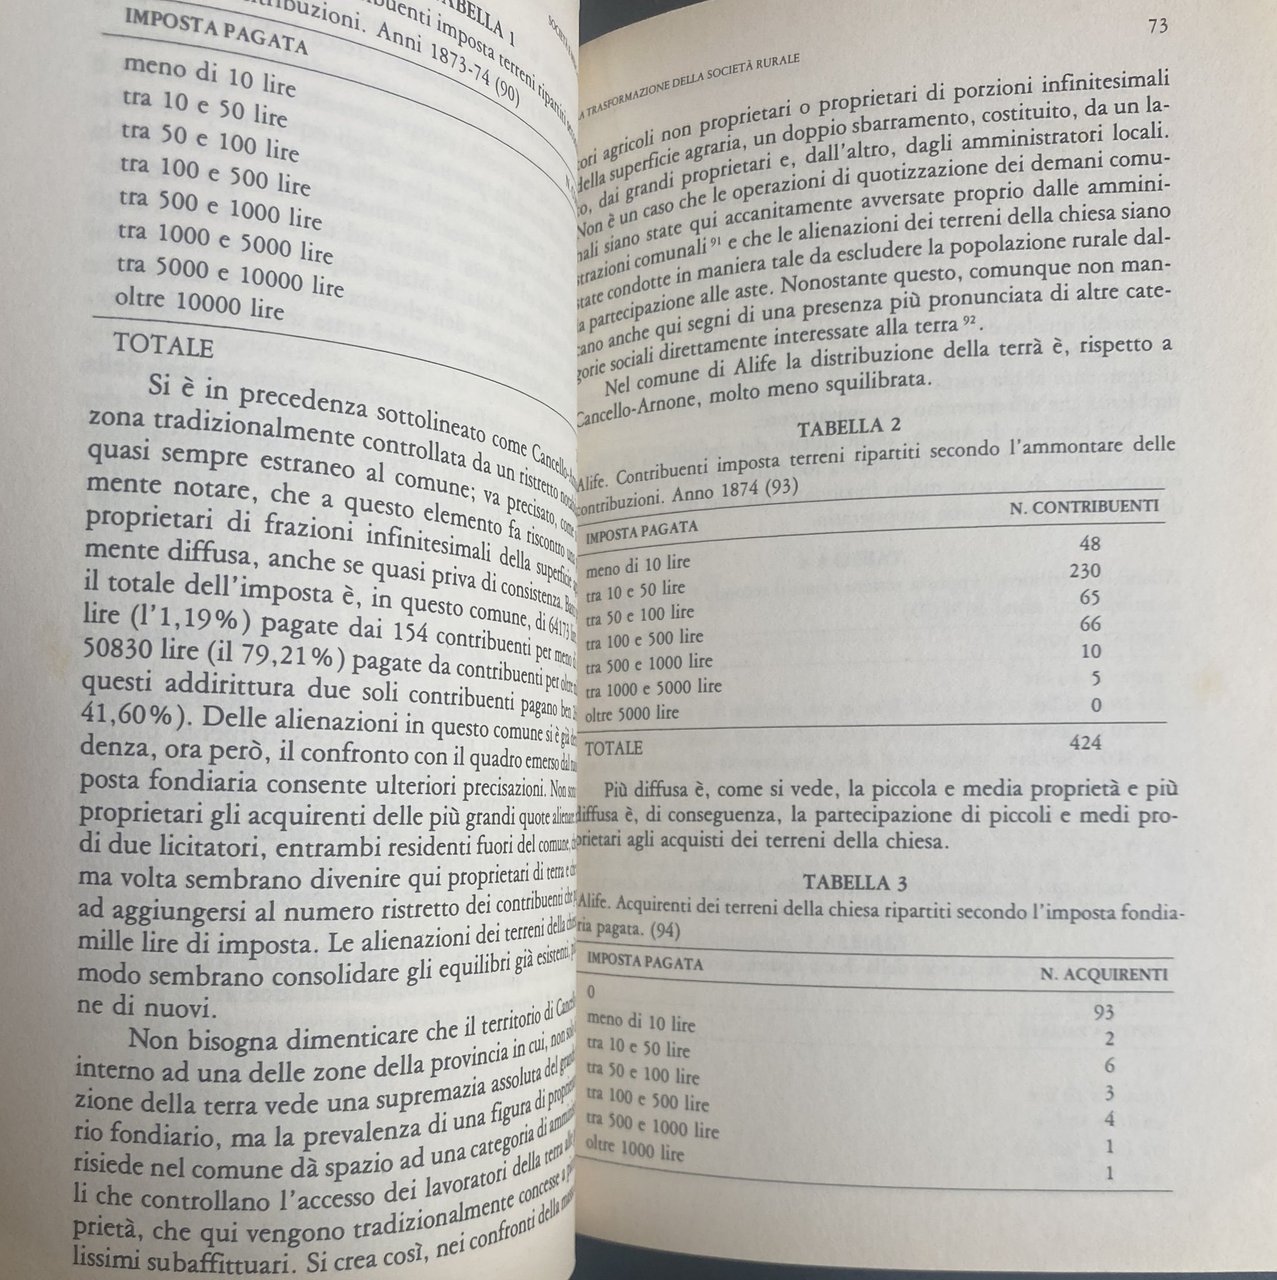 TABELLA 1
contribuenti imposta terreni ripartiti
contribuzioni. Anni 1873-74 (90)
IMPOSTA PAGATA
meno di 10 lire
tra 10 e 50 lire
tra 50 e 100 lire
tra 100 e 500 lire
tra 500 e 1000 lire
tra 1000 e 5000 lire
tra 5000 e 10000 lire
oltre 10000 lire
TOTALE
Si è in precedenza sottolineato come
zona tradizionalmente controllata da un ristretto
quasi sempre estraneo al comune; va precisato,
mente notare, che a questo elemento fa riscontro
proprietari di frazioni infinitesimali della
mente diffusa, anche se quasi priva di consistenza.
il totale dell'imposta è, in questo comune, di 64173
lire (l'1,19%) pagate dai 154 contribuenti per meno
50830 lire (il 79,21%) pagate da contribuenti per
questi addirittura due soli contribuenti pagano ben
41,60%). Delle alienazioni in questo comune si è già
denza, ora però, il confronto con il quadro emerso dal
posta fondiaria consente ulteriori precisazioni. Non
proprietari gli acquirenti delle più grandi quote
di due licitatori, entrambi residenti fuori del comune,
ma volta sembrano divenire qui proprietari di terra e
ad aggiungersi al numero ristretto dei contribuenti che
mille lire di imposta. Le alienazioni dei terreni della
modo sembrano consolidare gli equilibri già esistenti,
ne di nuovi.
Non bisogna dimenticare che il territorio di
interno ad una delle zone della provincia in cui, non
zione della terra vede una supremazia assoluta del
rio fondiario, ma la prevalenza di una figura di
risiede nel comune dà spazio ad una categoria di
li che controllano l'accesso dei lavoratori della terra
prietà, che qui vengono tradizionalmente concesse a
lissimi subaffittuari. Si crea così, nei confronti della
73
TRASFORMAZIONE DELLA SOCIETÀ RURALE
tori agricoli non proprietari o proprietari di porzioni infinitesimali
della superficie agraria, un doppio sbarramento, costituito, da un la-
to, dai grandi proprietari e, dall'altro, dagli amministratori locali.
Non è un caso che le operazioni di quotizzazione dei demani comu-
nali siano state qui accanitamente avversate proprio dalle ammini-
strazioni comunali 91 e che le alienazioni dei terreni della chiesa siano
state condotte in maniera tale da escludere la popolazione rurale dal-
la partecipazione alle aste. Nonostante questo, comunque non man-
cano anche qui segni di una presenza più pronunciata di altre cate-
gorie sociali direttamente interessate alla terra 92.
Nel comune di Alife la distribuzione della terrà è, rispetto a
Cancello-Arnone, molto meno squilibrata.
TABELLA 2
Alife. Contribuenti imposta terreni ripartiti secondo l'ammontare delle
contribuzioni. Anno 1874 (93)
IMPOSTA PAGATA N. CONTRIBUENTI
meno di 10 lire 48
tra 10 e 50 lire 230
tra 50 e 100 lire 65
tra 100 e 500 lire 66
tra 500 e 1000 lire 10
tra 1000 e 5000 lire 5
oltre 5000 lire 0
TOTALE 424
Più diffusa è, come si vede, la piccola e media proprietà e più
diffusa è, di conseguenza, la partecipazione di piccoli e medi pro-
prietari agli acquisti dei terreni della chiesa.
TABELLA 3
Alife. Acquirenti dei terreni della chiesa ripartiti secondo l'imposta fondia-
ria pagata. (94)
IMPOSTA PAGATA N. ACQUIRENTI
0 93
meno di 10 lire 2
tra 10 e 50 lire 6
tra 50 e 100 lire 3
tra 100 e 500 lire 4
tra 500 e 1000 lire 1
oltre 1000 lire 1